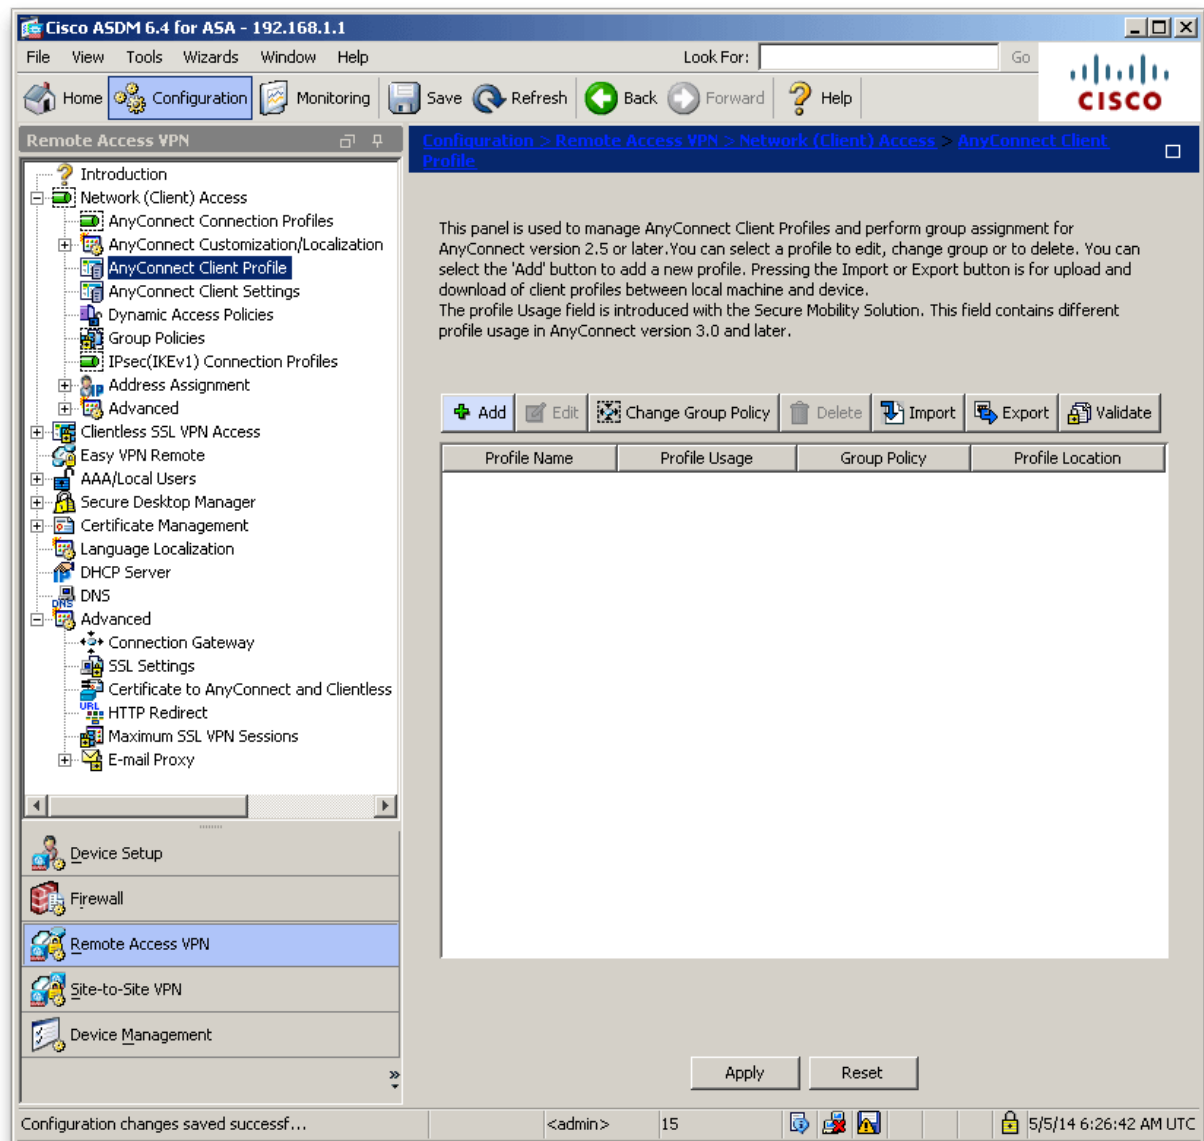 Cisco ASDM 6.4 for ASA - 192.168.1.1
File View Tools Wizards Window Help Look For: Go
Home Configuration Monitoring Save Refresh Back Forward Help
CISCO
Remote Access VPN
Introduction
Network (Client) Access
AnyConnect Connection Profiles
AnyConnect Customization/Localization
AnyConnect Client Profile
AnyConnect Client Settings
Dynamic Access Policies
Group Policies
IPsec(IKEv1) Connection Profiles
Address Assignment
Advanced
Clientless SSL VPN Access
Easy VPN Remote
AAA/Local Users
Secure Desktop Manager
Certificate Management
Language Localization
DHCP Server
DNS
Advanced
Connection Gateway
SSL Settings
Certificate to AnyConnect and Clientless
HTTP Redirect
Maximum SSL VPN Sessions
E-mail Proxy
Device Setup
Firewall
Remote Access VPN
Site-to-Site VPN
Device Management
Configuration > Remote Access VPN > Network (Client) Access > AnyConnect Client
Profile
This panel is used to manage AnyConnect Client Profiles and perform group assignment for
AnyConnect version 2.5 or later.You can select a profile to edit, change group or to delete. You can
select the 'Add' button to add a new profile. Pressing the Import or Export button is for upload and
download of client profiles between local machine and device.
The profile Usage field is introduced with the Secure Mobility Solution. This field contains different
profile usage in AnyConnect version 3.0 and later.
Add Edit Change Group Policy Delete Import Export Validate
Profile Name Profile Usage Group Policy Profile Location
Apply Reset
Configuration changes saved successf... <admin> 15 5/5/14 6:26:42 AM UTC